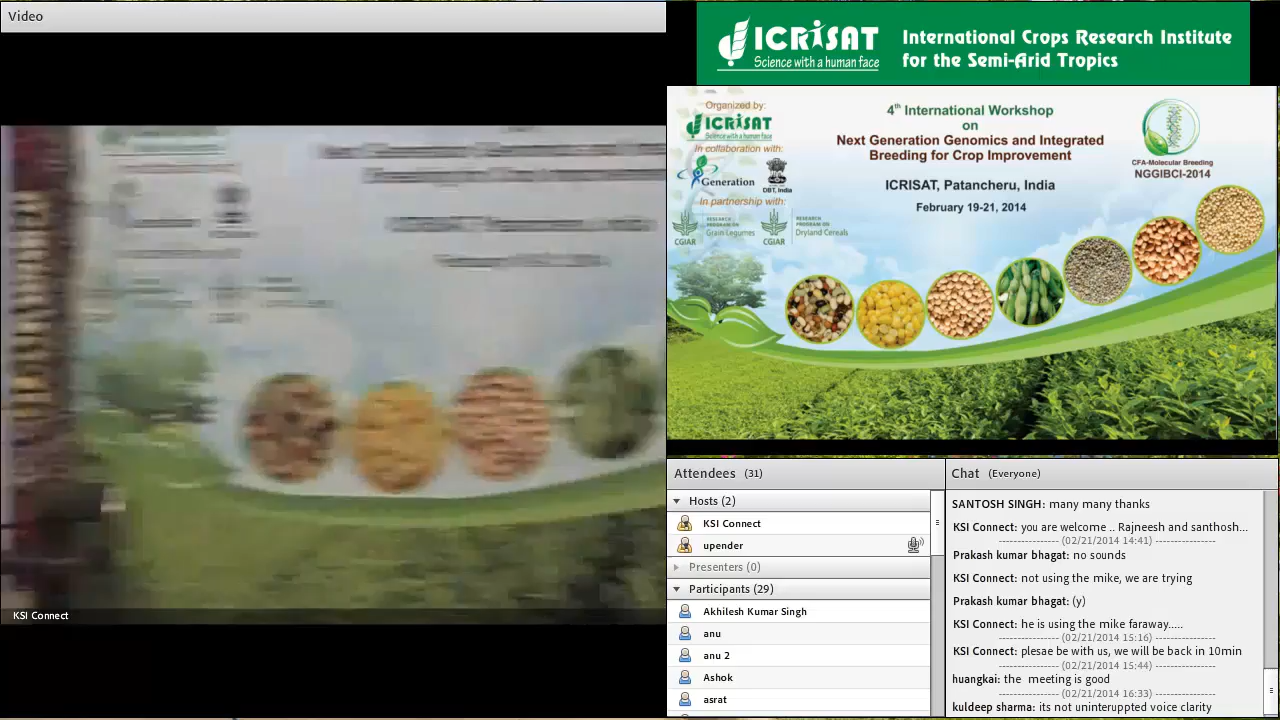 Video
KSI Connect
ICRISAT
Science with a human face
International Crops Research Institute
for the Semi-Arid Tropics
Organized by:
ICRISAT
Science with a human face
In collaboration with:
Generation
DBT, India
In partnership with:
CGIAR
RESEARCH
PROGRAM ON
Grain Legumes
CGIAR
RESEARCH
PROGRAM ON
Dryland Cereals
4th International Workshop
on
Next Generation Genomics and Integrated
Breeding for Crop Improvement
ICRISAT, Patancheru, India
February 19-21, 2014
CFA-Molecular Breeding
NGGIBCI-2014
Attendees (31)
Hosts (2)
KSI Connect
upender
Presenters (0)
Participants (29)
Akhilesh Kumar Singh
anu
anu 2
Ashok
asrat
Chat (Everyone)
SANTOSH SINGH: many many thanks
KSI Connect: you are welcome .. Rajneesh and santhosh...
---------------- (02/21/2014 14:41) ----------------
Prakash kumar bhagat: no sounds
KSI Connect: not using the mike, we are trying
Prakash kumar bhagat: (y)
KSI Connect: he is using the mike faraway.....
---------------- (02/21/2014 15:16) ----------------
KSI Connect: plesae be with us, we will be back in 10min
---------------- (02/21/2014 15:44) ----------------
huangkai: the  meeting is good
---------------- (02/21/2014 16:33) ----------------
kuldeep sharma: its not uninteruppted voice clarity